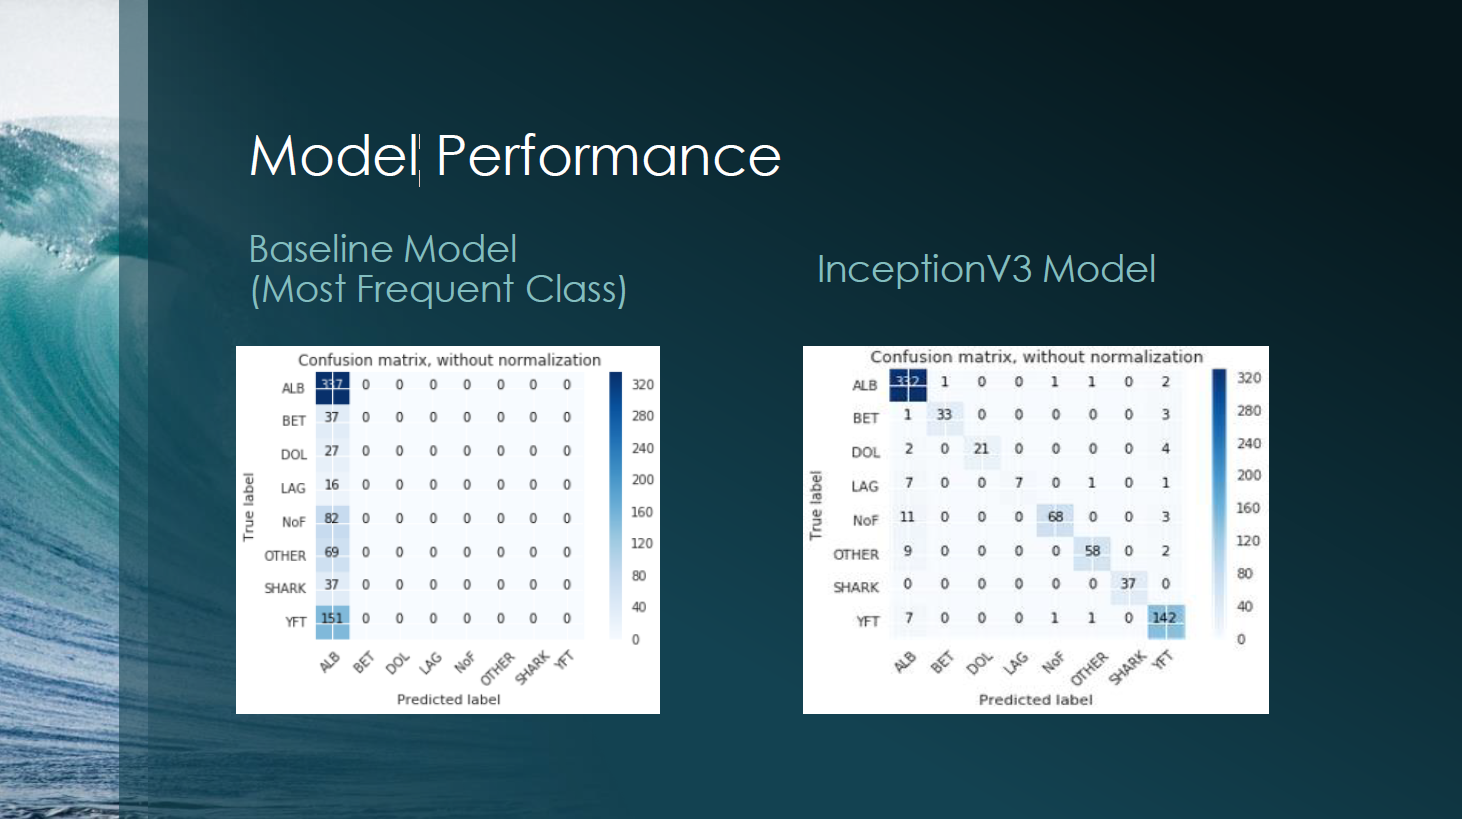 Model Performance
Baseline Model
(Most Frequent Class)
InceptionV3 Model
Confusion matrix, without normalization
True label
ALB 337 0 0 0 0 0 0 0
BET 37 0 0 0 0 0 0 0
DOL 27 0 0 0 0 0 0 0
LAG 16 0 0 0 0 0 0 0
NoF 82 0 0 0 0 0 0 0
OTHER 69 0 0 0 0 0 0 0
SHARK 37 0 0 0 0 0 0 0
YFT 151 0 0 0 0 0 0 0
ALB BET DOL LAG NoF OTHER SHARK YFT
Predicted label
320
280
240
200
160
120
80
40
0
Confusion matrix, without normalization
True label
ALB 332 1 0 0 1 1 0 2
BET 1 33 0 0 0 0 0 3
DOL 2 0 21 0 0 0 0 4
LAG 7 0 0 7 0 1 0 1
NoF 11 0 0 0 68 0 0 3
OTHER 9 0 0 0 0 58 0 2
SHARK 0 0 0 0 0 0 37 0
YFT 7 0 0 0 1 1 0 142
ALB BET DOL LAG NoF OTHER SHARK YFT
Predicted label
320
280
240
200
160
120
80
40
0